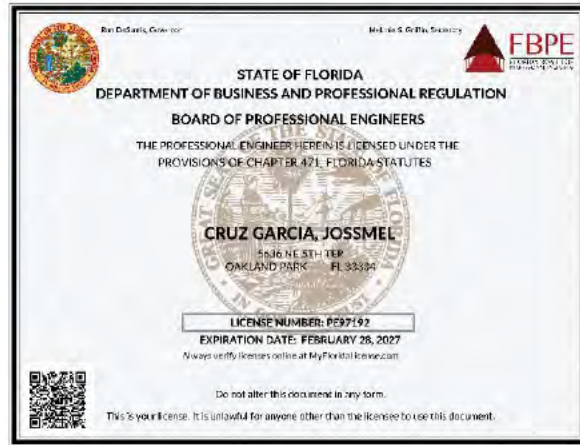 Ron DeSantis, Governor
Melanie S. Griffin, Secretary
FBPE
STATE OF FLORIDA
DEPARTMENT OF BUSINESS AND PROFESSIONAL REGULATION
BOARD OF PROFESSIONAL ENGINEERS
THE PROFESSIONAL ENGINEER HEREIN IS LICENSED UNDER THE
PROVISIONS OF CHAPTER 471, FLORIDA STATUTES
CRUZ GARCIA, JOSSMEL
5636 NE 5TH TER
OAKLAND PARK FL 33334
LICENSE NUMBER: PE97192
EXPIRATION DATE: FEBRUARY 28, 2027
Always verify licenses online at MyFloridaLicense.com
Do not alter this document in any form.
This is your license. It is unlawful for anyone other than the licensee to use this document.